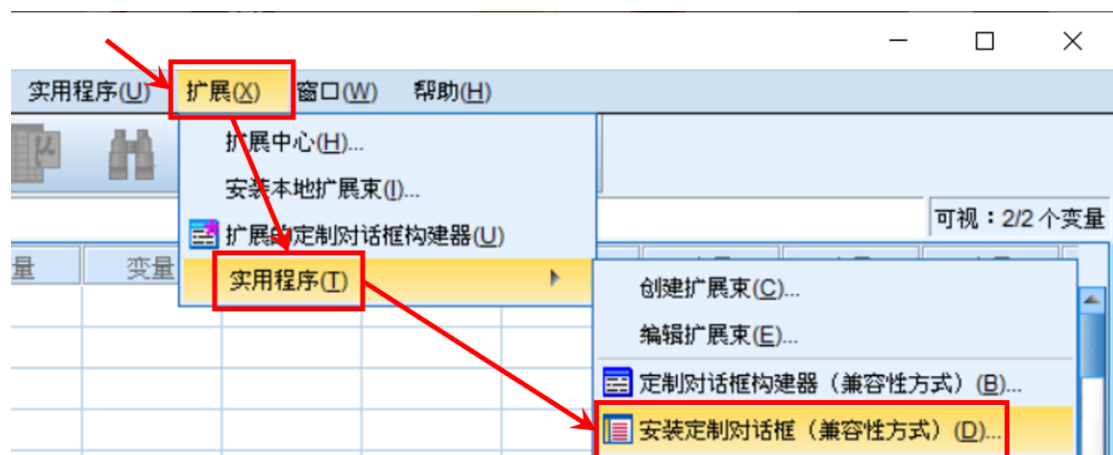 实用程序(U) 扩展(X) 窗口(W) 帮助(H)
扩展中心(H)...
安装本地扩展束(I)...
可视：2/2 个变量
扩展的定制对话框构建器(U)
量 变量
实用程序(T)
创建扩展束(C)...
编辑扩展束(E)...
定制对话框构建器（兼容性方式）(B)...
安装定制对话框（兼容性方式）(D)...